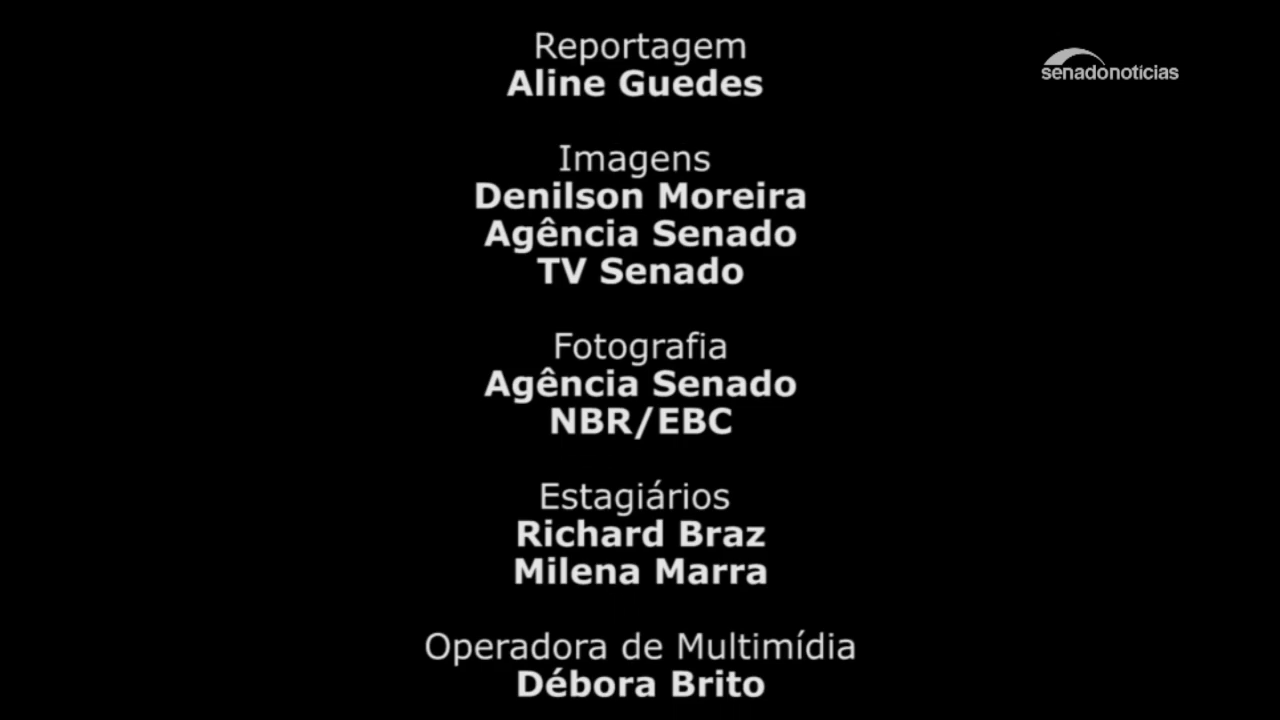 Reportagem
Aline Guedes
senadonotícias
Imagens
Denilson Moreira
Agência Senado
TV Senado
Fotografia
Agência Senado
NBR/EBC
Estagiários
Richard Braz
Milena Marra
Operadora de Multimídia
Débora Brito